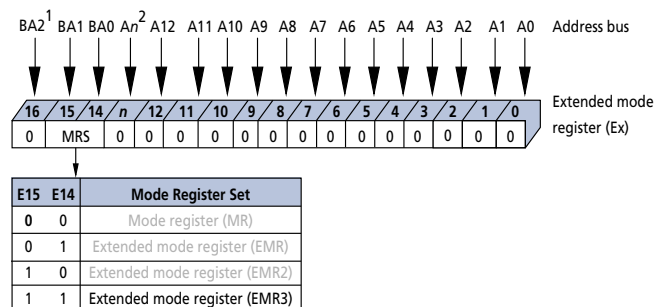 BA2¹ BA1 BA0 An² A12 A11 A10 A9 A8 A7 A6 A5 A4 A3 A2 A1 A0 Address bus
16 15 14 n 12 11 10 9 8 7 6 5 4 3 2 1 0 Extended mode
register (Ex)
0 MRS 0 0 0 0 0 0 0 0 0 0 0 0 0 0
E15 E14 Mode Register Set
0 0 Mode register (MR)
0 1 Extended mode register (EMR)
1 0 Extended mode register (EMR2)
1 1 Extended mode register (EMR3)